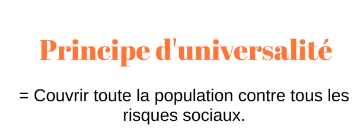 Principe d'universalité
= Couvrir toute la population contre tous les
risques sociaux.